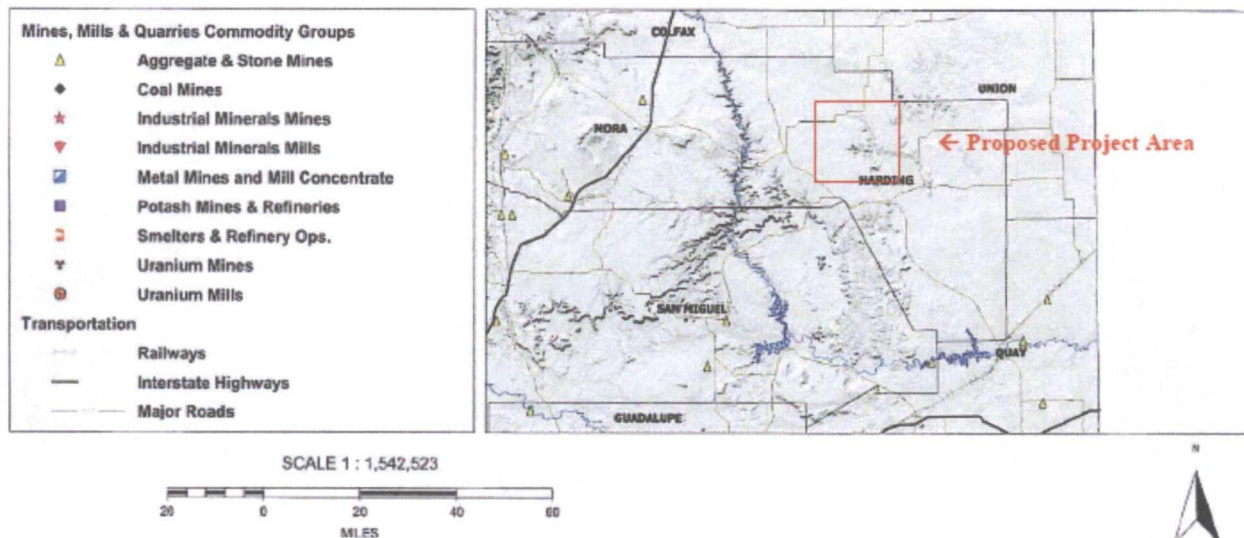 Mines, Mills & Quarries Commodity Groups
Aggregate & Stone Mines
Coal Mines
Industrial Minerals Mines
Industrial Minerals Mills
Metal Mines and Mill Concentrate
Potash Mines & Refineries
Smelters & Refinery Ops.
Uranium Mines
Uranium Mills
Transportation
Railways
Interstate Highways
Major Roads
COLFAX
UNION
MORA
← Proposed Project Area
HARDING
SAN MIGUEL
QUAY
GUADALUPE
SCALE 1 : 1,542,523
20 0 20 40 60
MILES
N